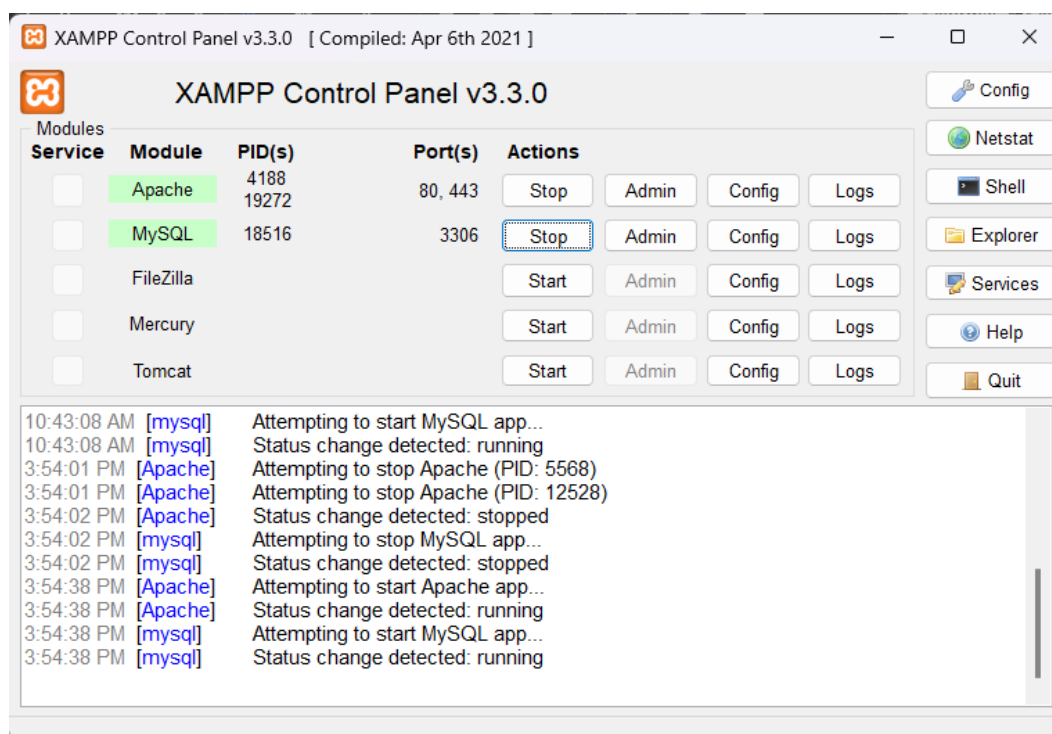 XAMPP Control Panel v3.3.0 [ Compiled: Apr 6th 2021 ]
XAMPP Control Panel v3.3.0
Config
Modules
Service Module PID(s) Port(s) Actions
Netstat
Apache 4188 19272 80, 443 Stop Admin Config Logs
Shell
MySQL 18516 3306 Stop Admin Config Logs
Explorer
FileZilla Start Admin Config Logs
Services
Mercury Start Admin Config Logs
Help
Tomcat Start Admin Config Logs
Quit
10:43:08 AM [mysql] Attempting to start MySQL app...
10:43:08 AM [mysql] Status change detected: running
3:54:01 PM [Apache] Attempting to stop Apache (PID: 5568)
3:54:01 PM [Apache] Attempting to stop Apache (PID: 12528)
3:54:02 PM [Apache] Status change detected: stopped
3:54:02 PM [mysql] Attempting to stop MySQL app...
3:54:02 PM [mysql] Status change detected: stopped
3:54:38 PM [Apache] Attempting to start Apache app...
3:54:38 PM [Apache] Status change detected: running
3:54:38 PM [mysql] Attempting to start MySQL app...
3:54:38 PM [mysql] Status change detected: running